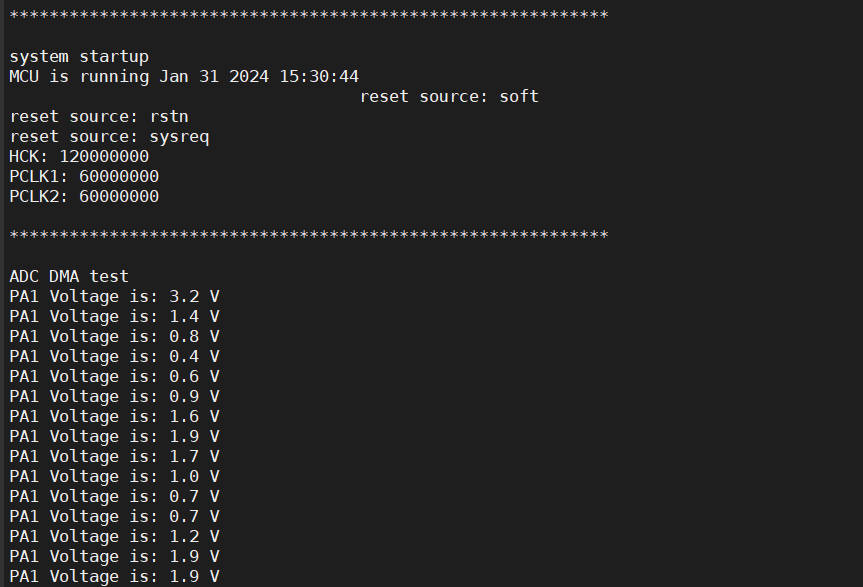 ************************************************************
system startup
MCU is running Jan 31 2024 15:30:44
reset source: soft
reset source: rstn
reset source: sysreq
HCK: 120000000
PCLK1: 60000000
PCLK2: 60000000
************************************************************
ADC DMA test
PA1 Voltage is: 3.2 V
PA1 Voltage is: 1.4 V
PA1 Voltage is: 0.8 V
PA1 Voltage is: 0.4 V
PA1 Voltage is: 0.6 V
PA1 Voltage is: 0.9 V
PA1 Voltage is: 1.6 V
PA1 Voltage is: 1.9 V
PA1 Voltage is: 1.7 V
PA1 Voltage is: 1.0 V
PA1 Voltage is: 0.7 V
PA1 Voltage is: 0.7 V
PA1 Voltage is: 1.2 V
PA1 Voltage is: 1.9 V
PA1 Voltage is: 1.9 V